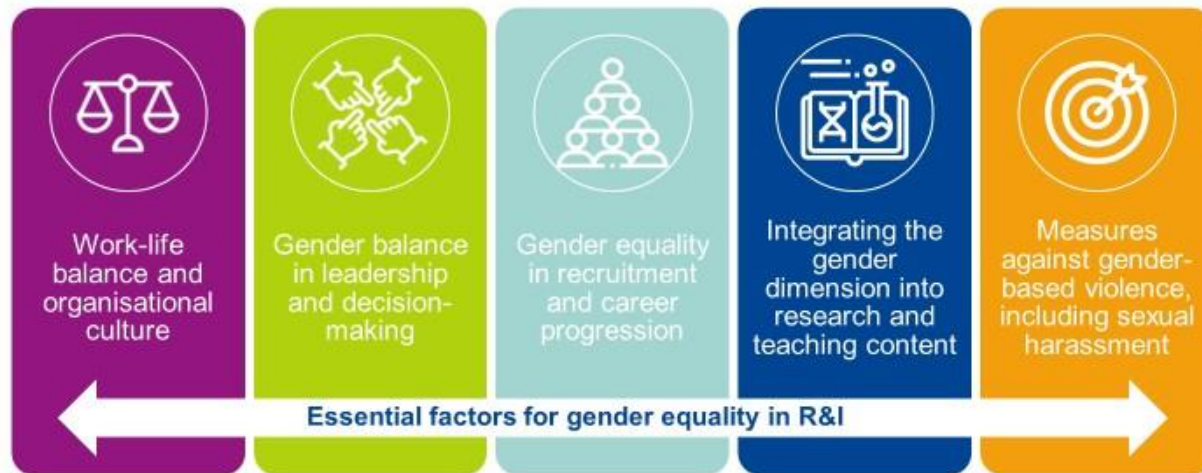 Work-life
balance and
organisational
culture
Gender balance
in leadership
and decision-
making
Gender equality
in recruitment
and career
progression
Integrating the
gender
dimension into
research and
teaching content
Measures
against gender-
based violence,
including sexual
harassment
Essential factors for gender equality in R&I